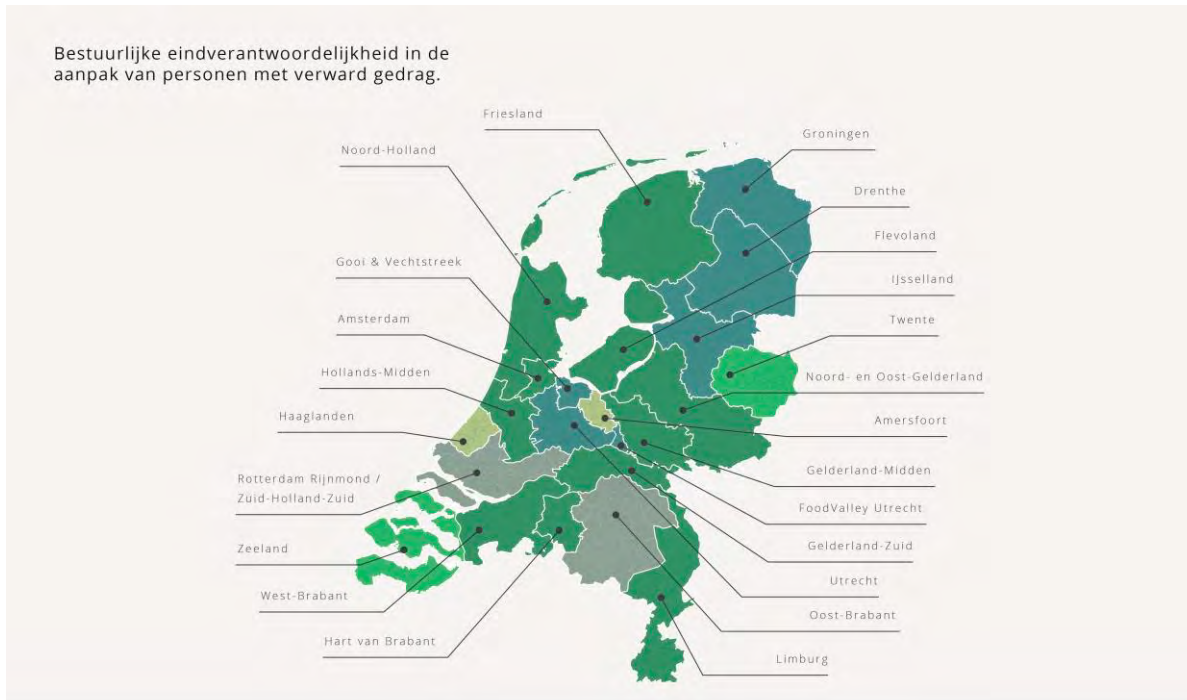 Bestuurlijke eindverantwoordelijkheid in de
aanpak van personen met verward gedrag.
Friesland
Groningen
Noord-Holland
Drenthe
Flevoland
Gooi & Vechtstreek
IJsselland
Amsterdam
Twente
Hollands-Midden
Noord- en Oost-Gelderland
Haaglanden
Amersfoort
Gelderland-Midden
Rotterdam Rijnmond /
Zuid-Holland-Zuid
FoodValley Utrecht
Zeeland
Gelderland-Zuid
Utrecht
West-Brabant
Oost-Brabant
Hart van Brabant
Limburg